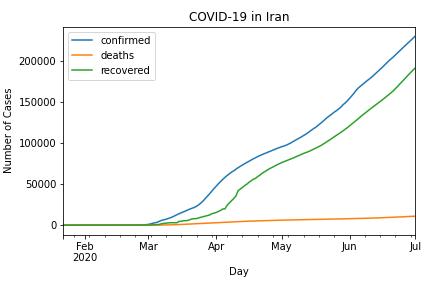 COVID-19 in Iran
confirmed
deaths
recovered
Number of Cases
200000
150000
100000
50000
0
Feb
2020
Mar
Apr
May
Jun
Jul
Day